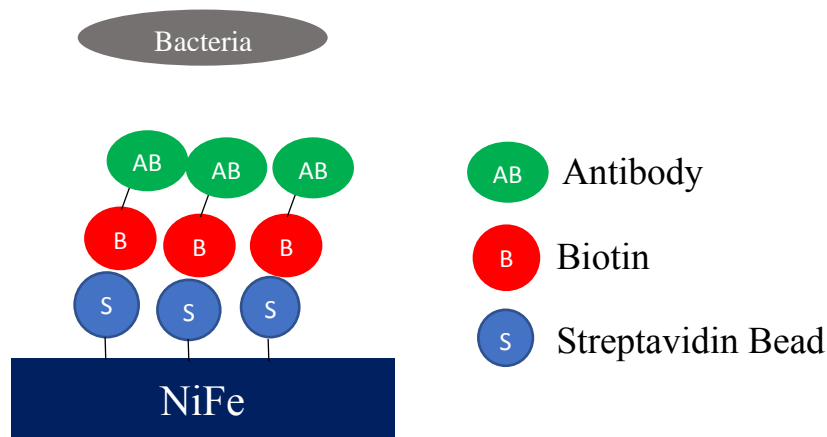 Bacteria
AB AB AB
B B B
S S S
NiFe
AB Antibody
B Biotin
S Streptavidin Bead